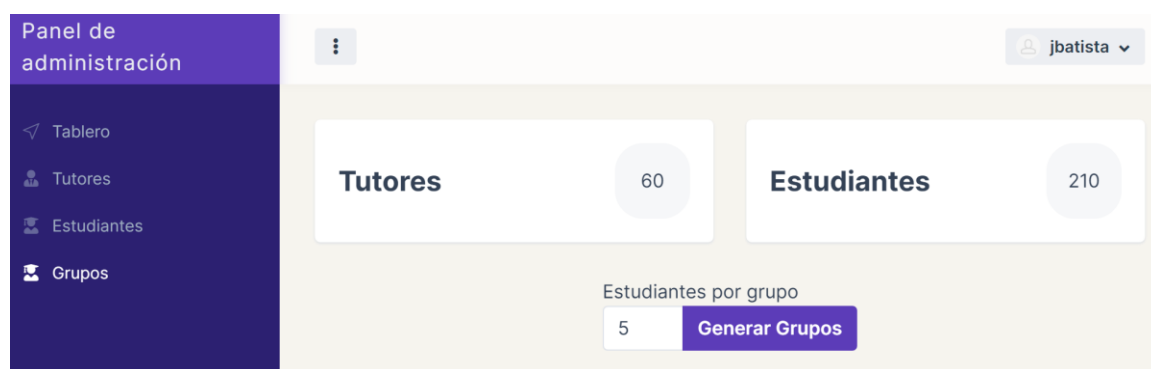 Panel de
administración
jbatista
Tablero
Tutores
Estudiantes
Grupos
Tutores 60
Estudiantes 210
Estudiantes por grupo
5 Generar Grupos